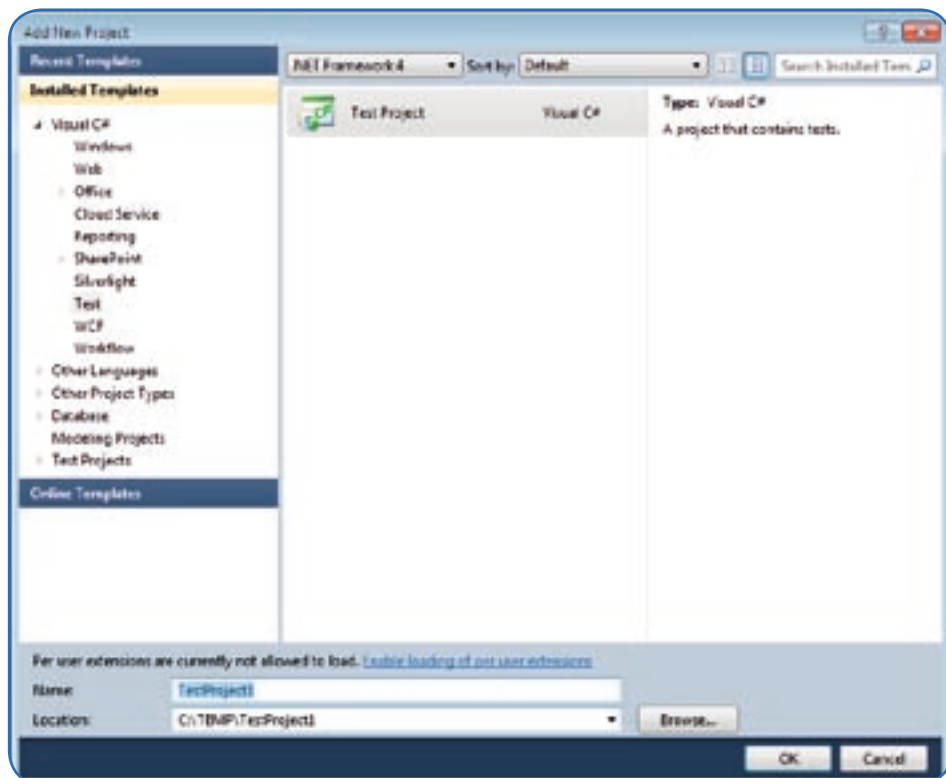 Add New Project
Recent Templates
.NET Framework 4
Sort by: Default
Search Installed Tem
Installed Templates
Visual C#
Windows
Web
Office
Cloud Service
Reporting
SharePoint
Silverlight
Test
WCF
Workflow
Other Languages
Other Project Types
Database
Modeling Projects
Test Projects
Online Templates
Test Project Visual C#
Type: Visual C#
A project that contains tests.
Per user extensions are currently not allowed to load. Enable loading of per user extensions
Name: TestProject1
Location: C:\TEMP\TestProject1
Browse...
OK Cancel